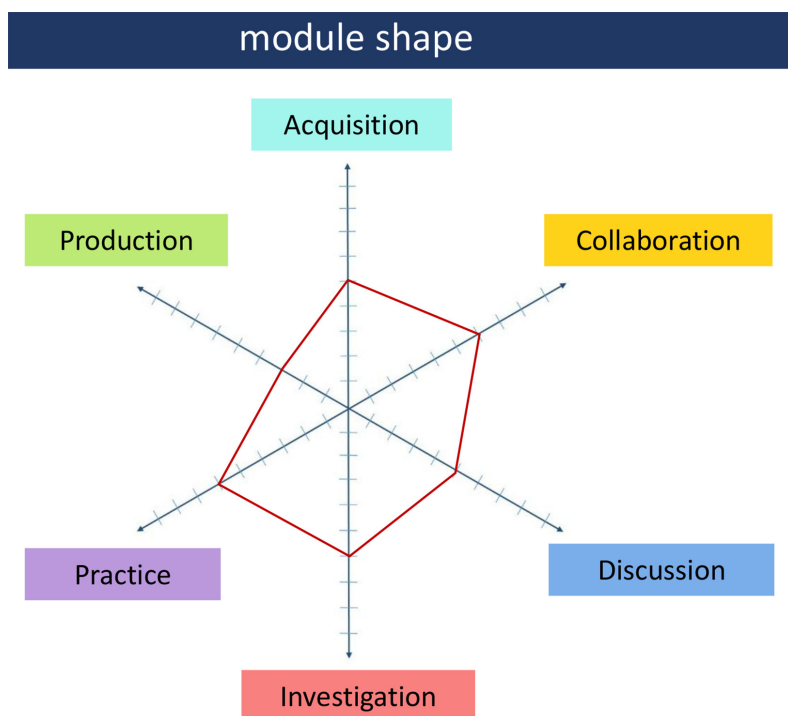 module shape
Acquisition
Production
Collaboration
Practice
Discussion
Investigation